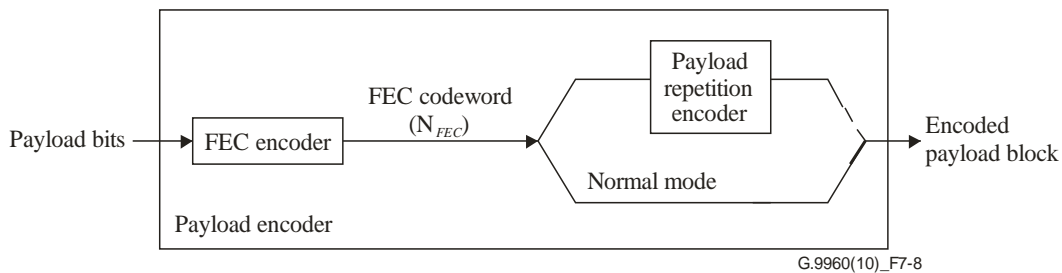 Payload
repetition
encoder
FEC codeword
(N_FEC)
Payload bits
FEC encoder
Encoded
payload block
Normal mode
Payload encoder
G.9960(10)_F7-8